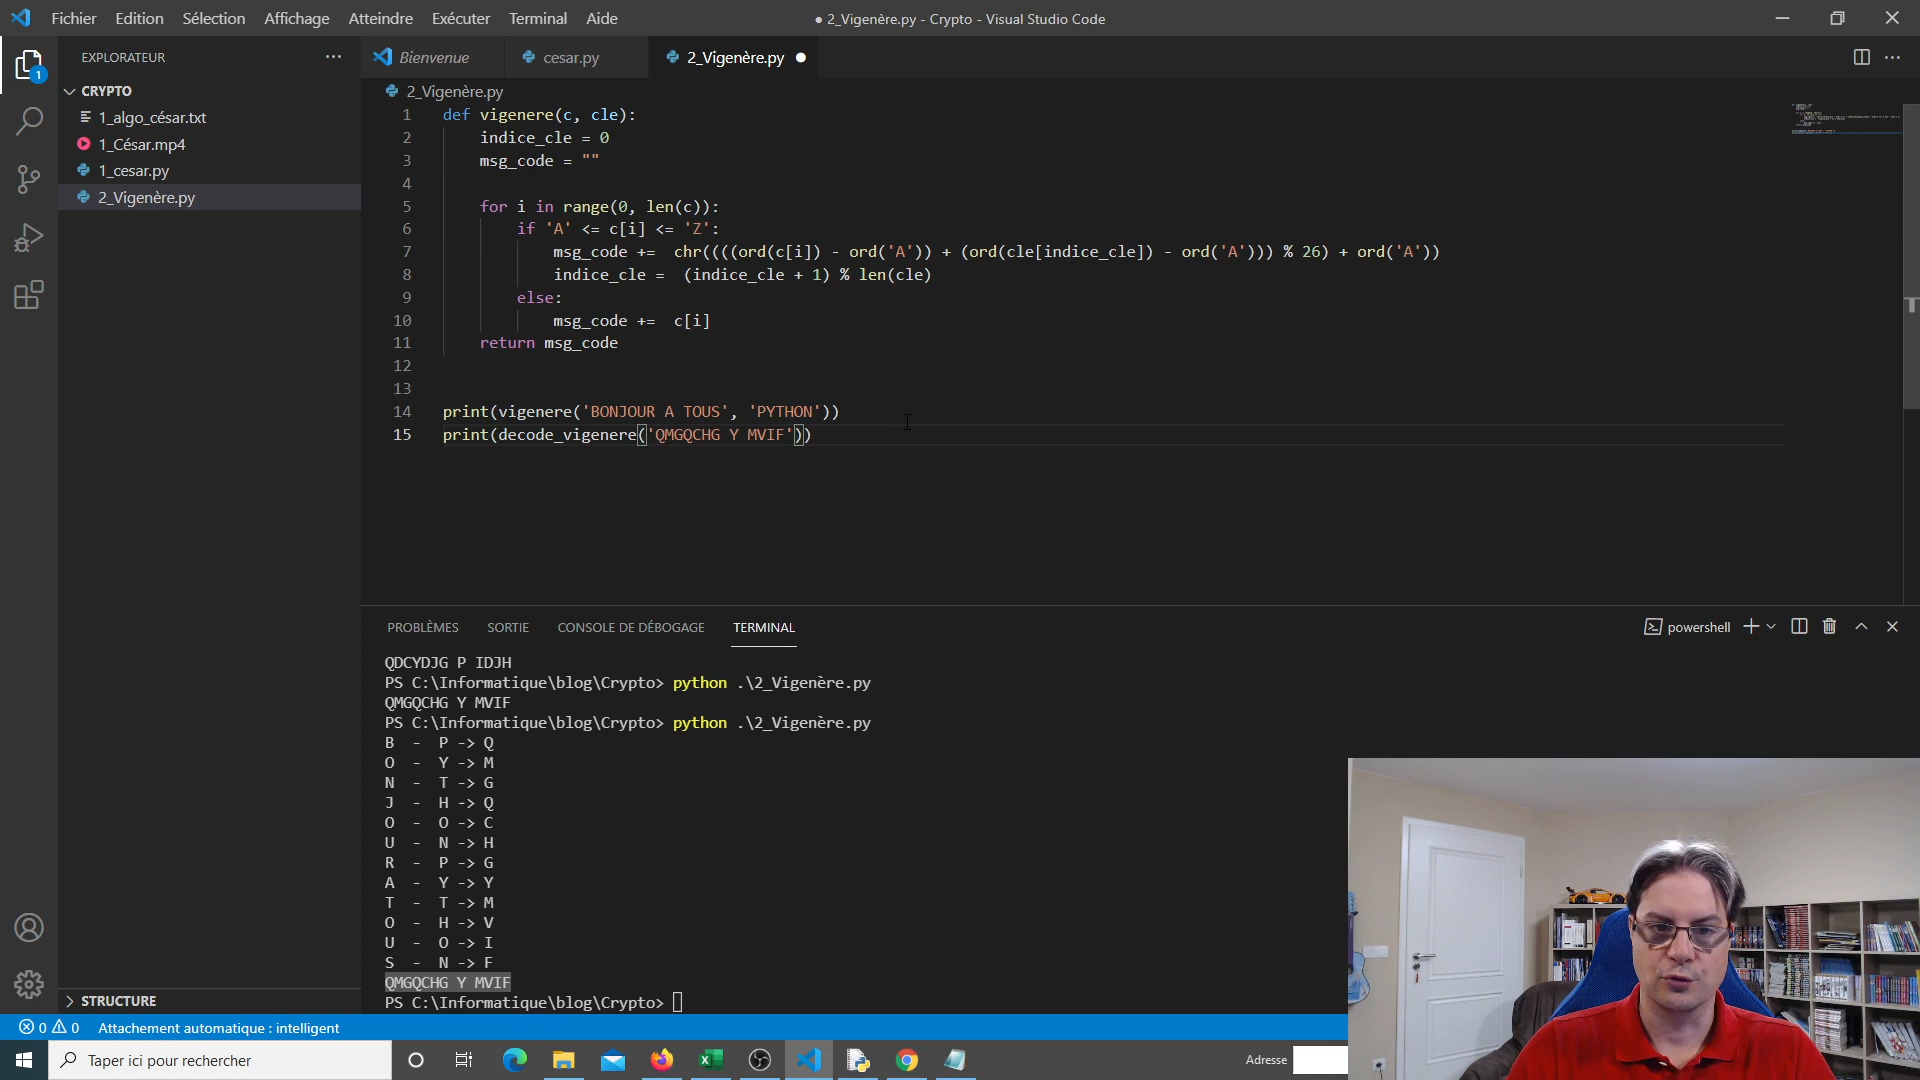 Fichier Edition Sélection Affichage Atteindre Exécuter Terminal Aide
● 2_Vigenère.py - Crypto - Visual Studio Code
EXPLORATEUR
Bienvenue cesar.py 2_Vigenère.py
1
CRYPTO
1_algo_césar.txt
1_César.mp4
1_cesar.py
2_Vigenère.py
2_Vigenère.py
1 def vigenere(c, cle):
2 indice_cle = 0
3 msg_code = ""
4
5 for i in range(0, len(c)):
6 if 'A' <= c[i] <= 'Z':
7 msg_code += chr((((ord(c[i]) - ord('A')) + (ord(cle[indice_cle]) - ord('A'))) % 26) + ord('A'))
8 indice_cle = (indice_cle + 1) % len(cle)
9 else:
10 msg_code += c[i]
11 return msg_code
12
13
14 print(vigenere('BONJOUR A TOUS', 'PYTHON'))
15 print(decode_vigenere('QMGQCHG Y MVIF'))
PROBLÈMES SORTIE CONSOLE DE DÉBOGAGE TERMINAL
powershell
QDCYDJG P IDJH
PS C:\Informatique\blog\Crypto> python .\2_Vigenère.py
QMGQCHG Y MVIF
PS C:\Informatique\blog\Crypto> python .\2_Vigenère.py
B - P -> Q
O - Y -> M
N - T -> G
J - H -> Q
O - O -> C
U - N -> H
R - P -> G
A - Y -> Y
T - T -> M
O - H -> V
U - O -> I
S - N -> F
QMGQCHG Y MVIF
PS C:\Informatique\blog\Crypto>
STRUCTURE
0 0 Attachement automatique : intelligent
Taper ici pour rechercher
Adresse